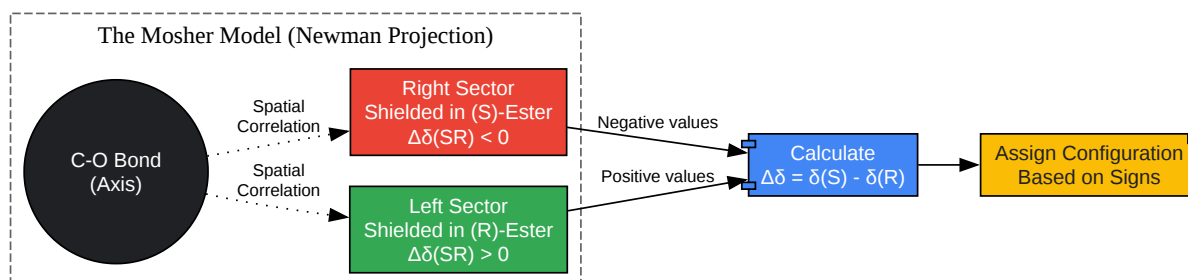 The Mosher Model (Newman Projection)
C-O Bond
(Axis)
Spatial
Correlation
Spatial
Correlation
Right Sector
Shielded in (S)-Ester
Δδ(SR) < 0
Left Sector
Shielded in (R)-Ester
Δδ(SR) > 0
Negative values
Positive values
Calculate
Δδ = δ(S) - δ(R)
Assign Configuration
Based on Signs